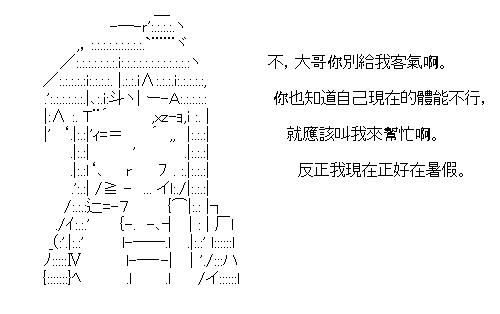 不，大哥你別給我客氣啊。
你也知道自己現在的體能不行，
就應該叫我來幫忙啊。
反正我現在正好在暑假。